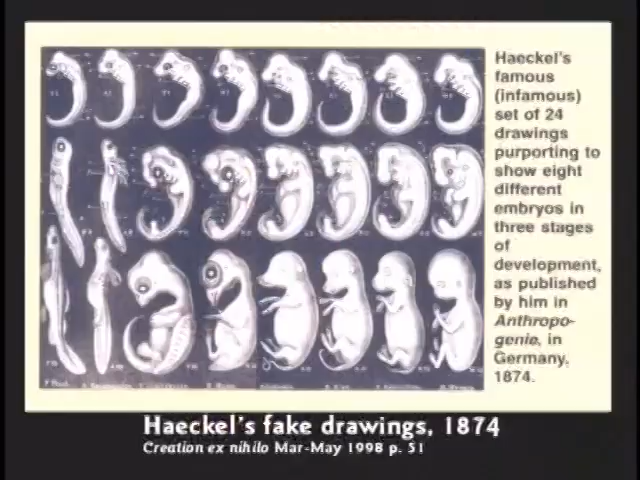 Haeckel's
famous
(infamous)
set of 24
drawings
purporting to
show eight
different
embryos in
three stages
of
development,
as published
by him in
Anthropo-
genie, in
Germany,
1874.
Haeckel's fake drawings, 1874
Creation ex nihilo Mar-May 1998 p. 51